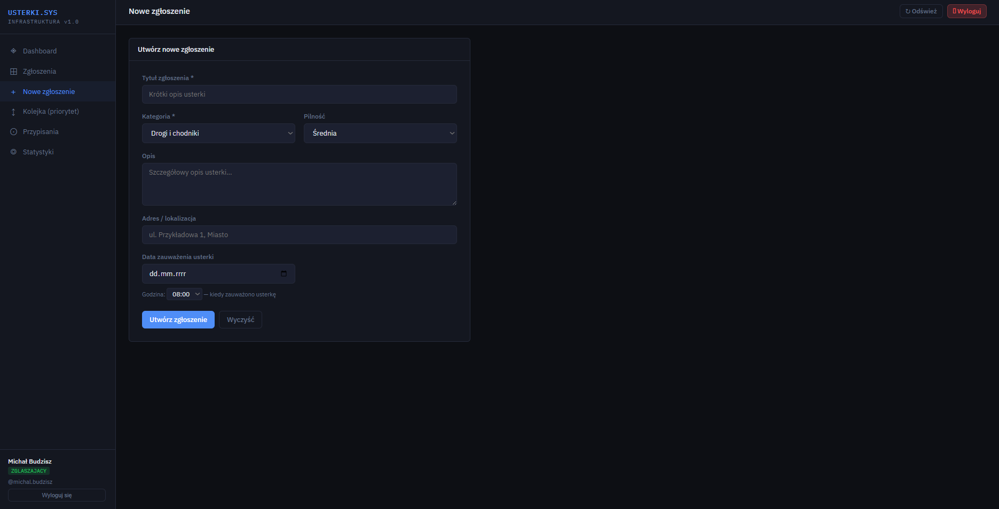 USTERKI.SYS
INFRASTRUKTURA v1.0
Dashboard
Zgłoszenia
+ Nowe zgłoszenie
Kolejka (priorytet)
Przypisania
Statystyki
Michał Budzisz
ZGLASZAJACY
@michal.budzisz
Wyloguj się
Nowe zgłoszenie
↻ Odśwież
Wyloguj
Utwórz nowe zgłoszenie
Tytuł zgłoszenia *
Krótki opis usterki
Kategoria *
Pilność
Drogi i chodniki
Średnia
Opis
Szczegółowy opis usterki...
Adres / lokalizacja
ul. Przykładowa 1, Miasto
Data zauważenia usterki
dd.mm.rrrr
Godzina: 08:00 — kiedy zauważono usterkę
Utwórz zgłoszenie
Wyczyść